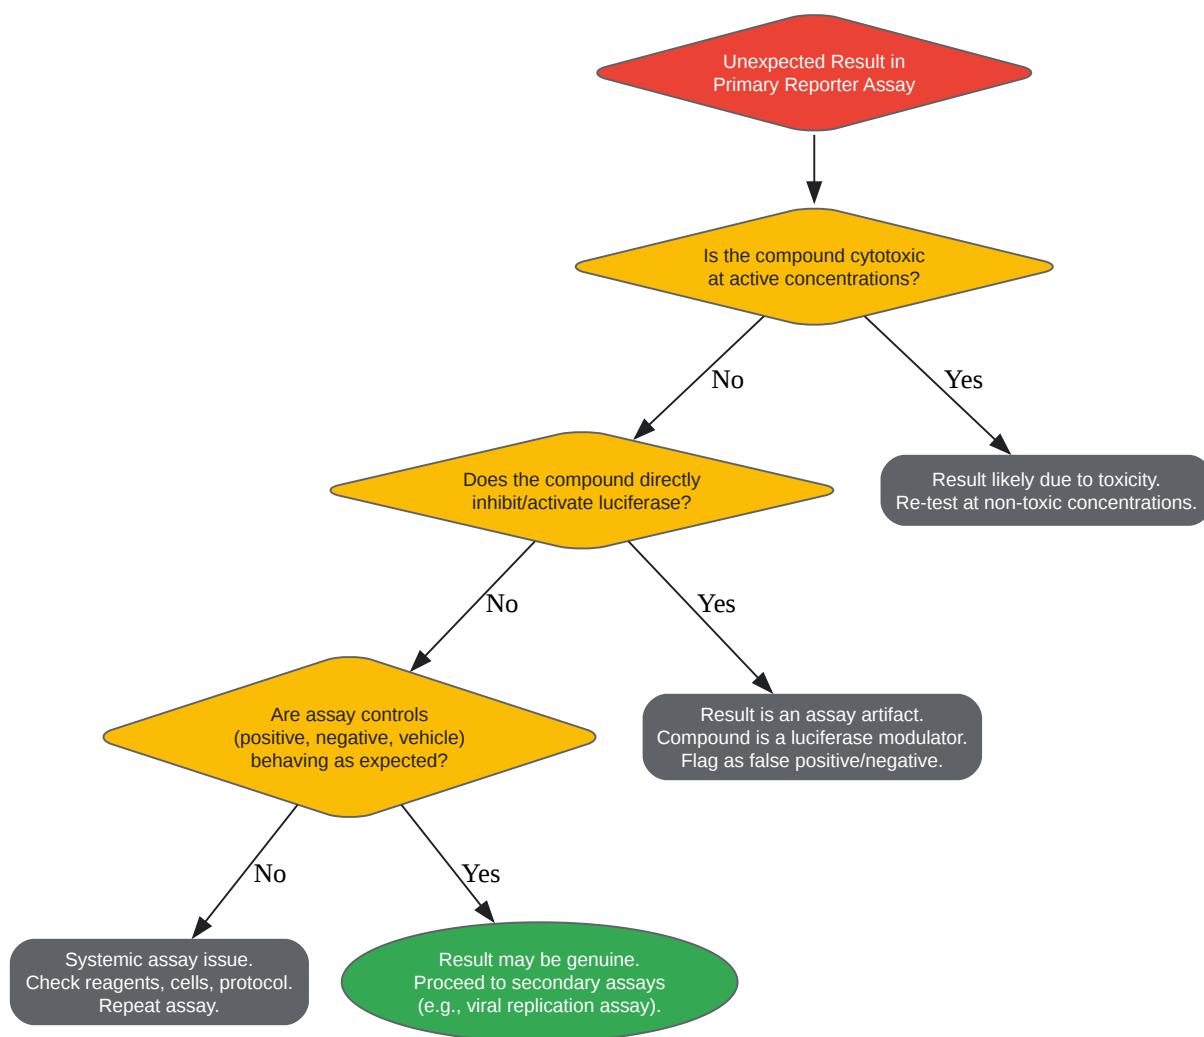 Unexpected Result in
Primary Reporter Assay
Is the compound cytotoxic
at active concentrations?
No
Yes
Does the compound directly
inhibit/activate luciferase?
Result likely due to toxicity.
Re-test at non-toxic concentrations.
No
Yes
Are assay controls
(positive, negative, vehicle)
behaving as expected?
Result is an assay artifact.
Compound is a luciferase modulator.
Flag as false positive/negative.
No
Yes
Systemic assay issue.
Check reagents, cells, protocol.
Repeat assay.
Result may be genuine.
Proceed to secondary assays
(e.g., viral replication assay).